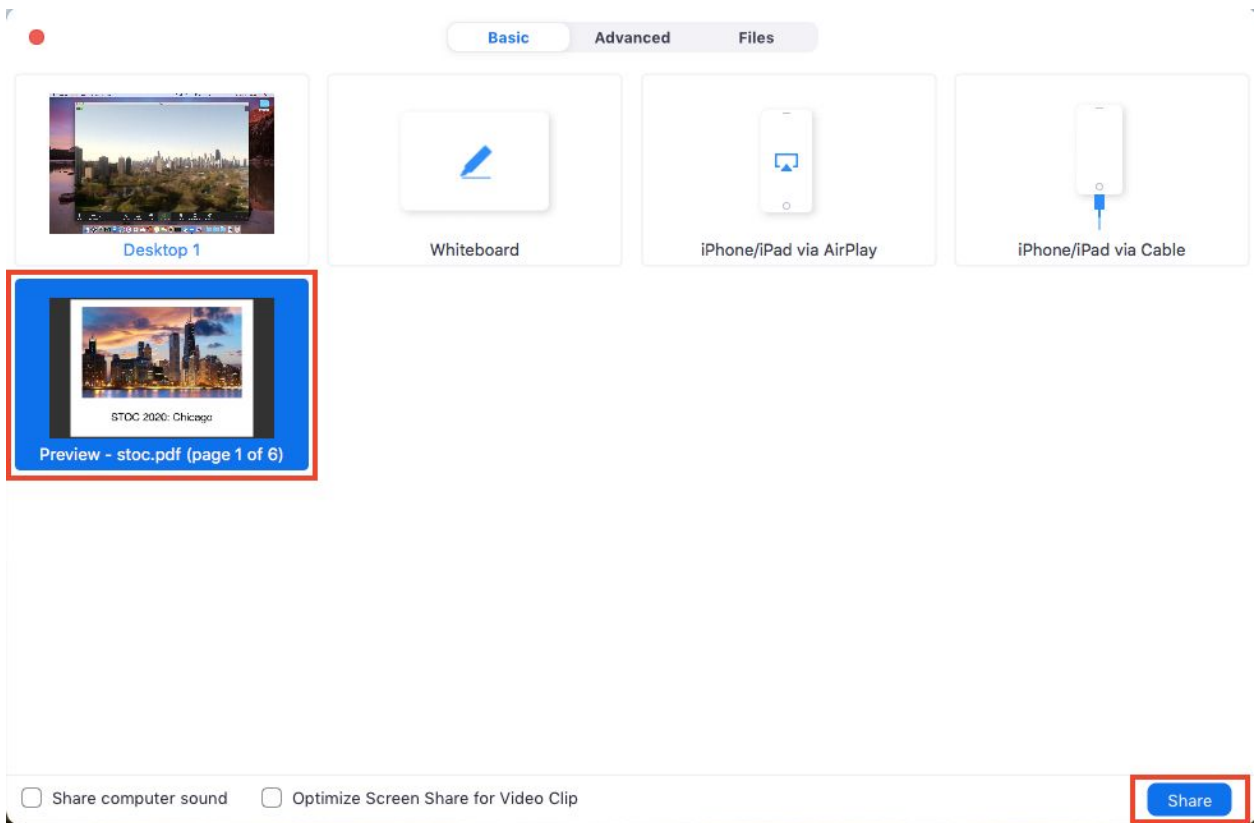 Basic Advanced Files
Desktop 1 Whiteboard iPhone/iPad via AirPlay iPhone/iPad via Cable
STOC 2020: Chicago
Preview - stoc.pdf (page 1 of 6)
Share computer sound Optimize Screen Share for Video Clip Share